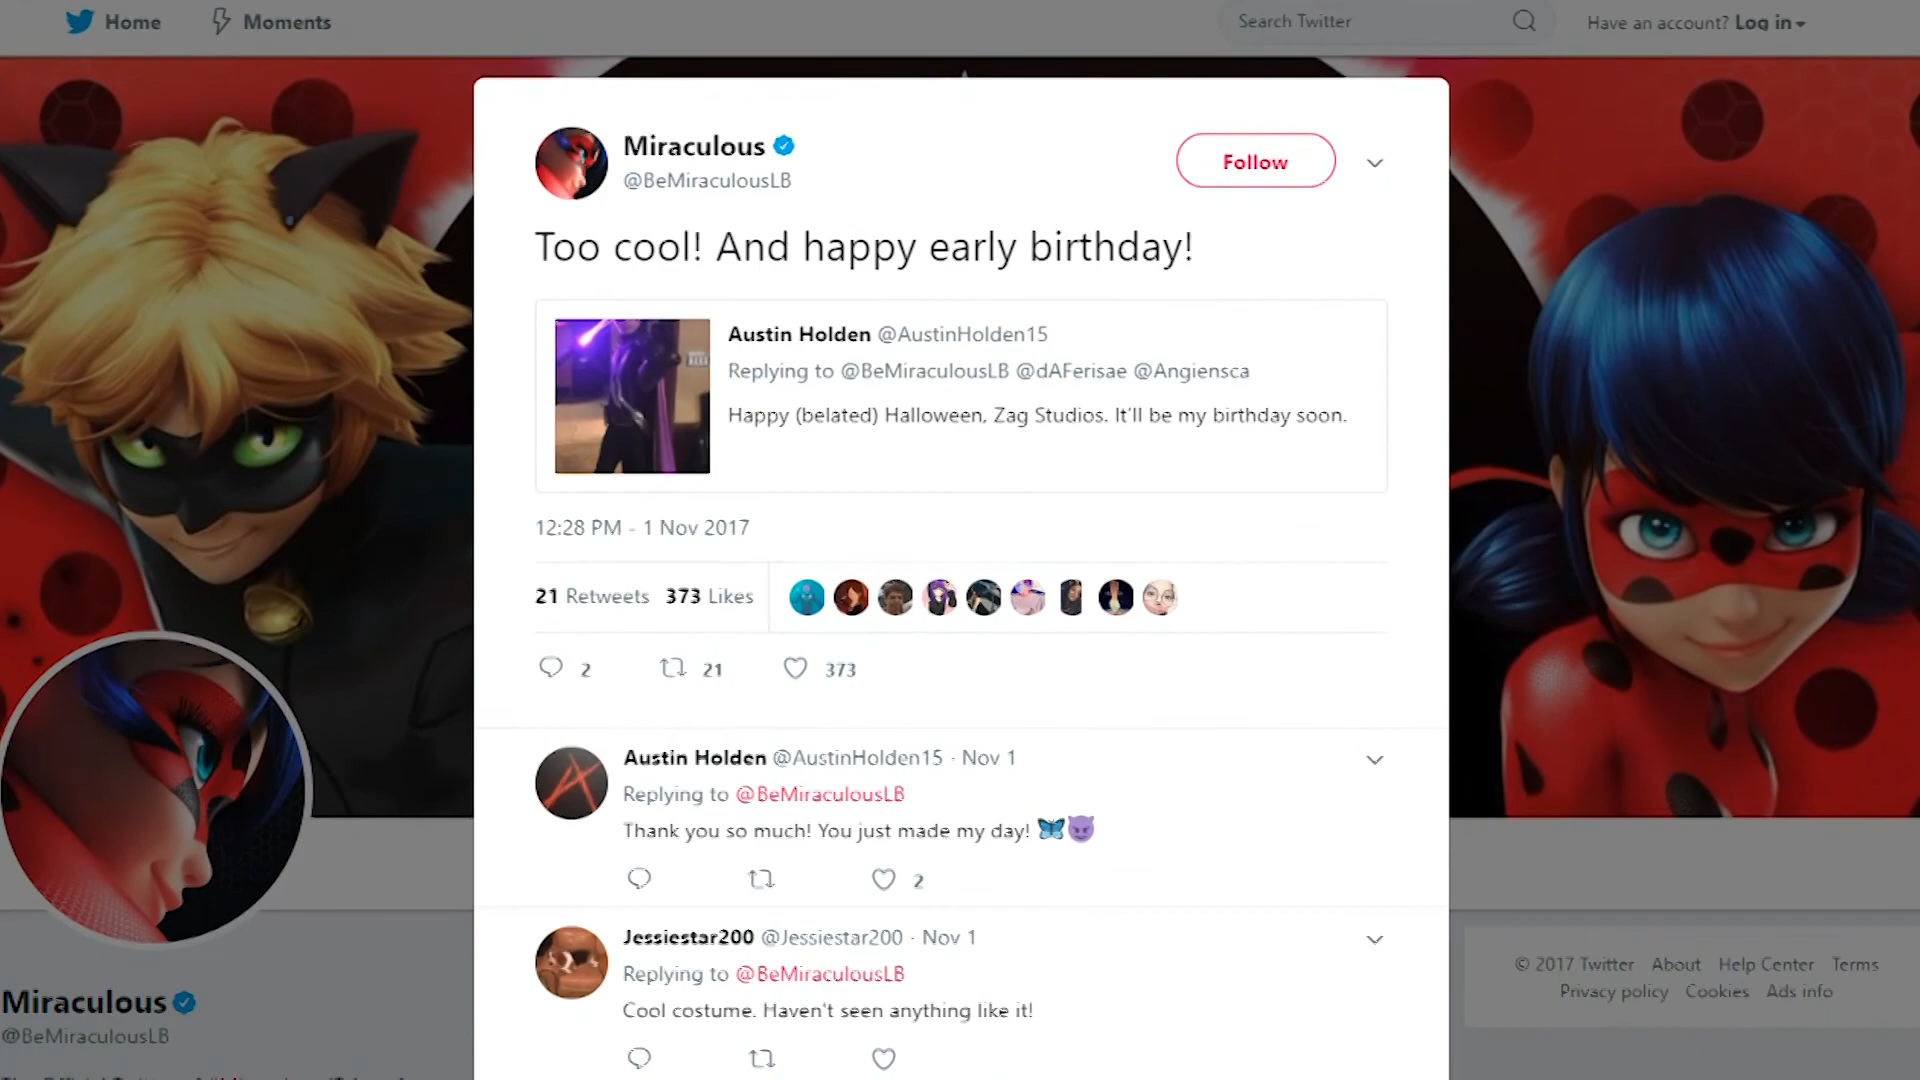 Home
Moments
Search Twitter
Have an account? Log in
Miraculous
@BeMiraculousLB
Follow
Too cool! And happy early birthday!
Austin Holden @AustinHolden15
Replying to @BeMiraculousLB @dAFerisae @Angiensca
Happy (belated) Halloween, Zag Studios. It'll be my birthday soon.
12:28 PM - 1 Nov 2017
21 Retweets 373 Likes
2 21 373
Austin Holden @AustinHolden15 · Nov 1
Replying to @BeMiraculousLB
Thank you so much! You just made my day! 🦋😈
2
Jessiestar200 @Jessiestar200 · Nov 1
Replying to @BeMiraculousLB
Cool costume. Haven't seen anything like it!
Miraculous
@BeMiraculousLB
© 2017 Twitter About Help Center Terms
Privacy policy Cookies Ads info